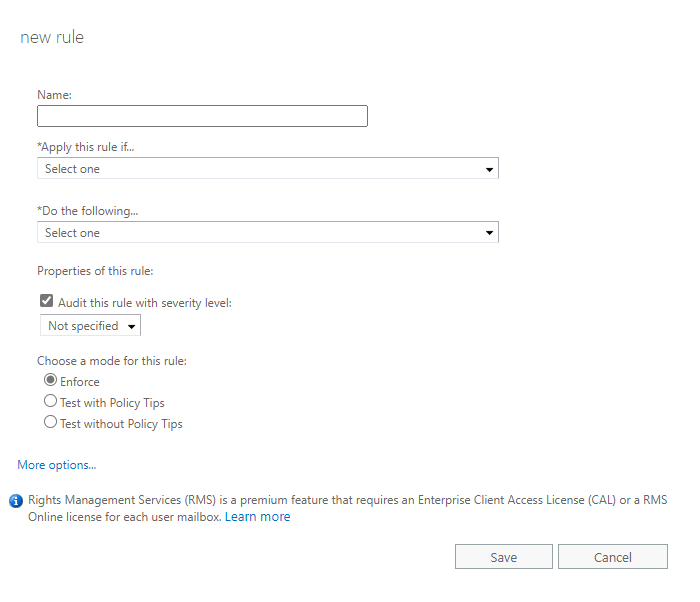 new rule
Name:
*Apply this rule if...
Select one
*Do the following...
Select one
Properties of this rule:
Audit this rule with severity level:
Not specified
Choose a mode for this rule:
Enforce
Test with Policy Tips
Test without Policy Tips
More options...
Rights Management Services (RMS) is a premium feature that requires an Enterprise Client Access License (CAL) or a RMS
Online license for each user mailbox. Learn more
Save Cancel